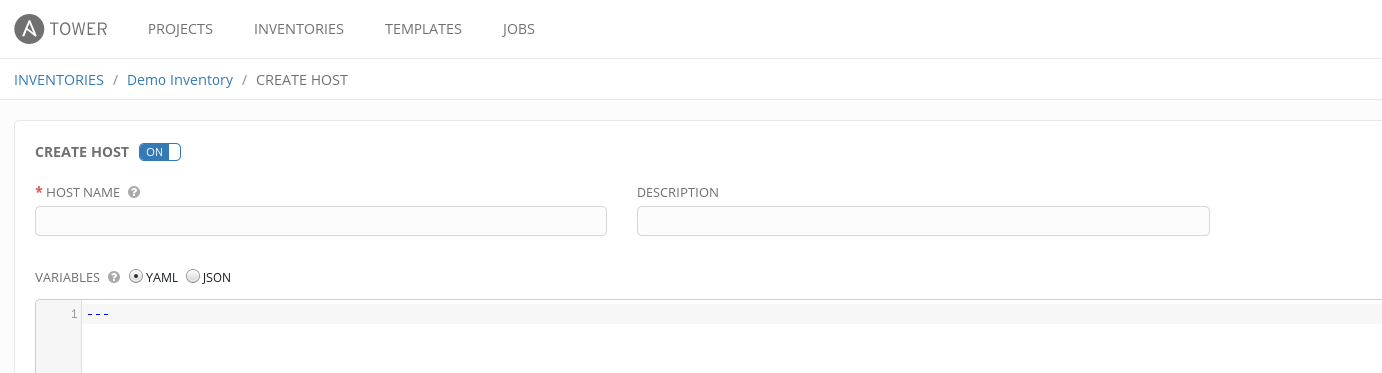 A TOWER PROJECTS INVENTORIES TEMPLATES JOBS
INVENTORIES / Demo Inventory / CREATE HOST
CREATE HOST ON
* HOST NAME ? DESCRIPTION
VARIABLES ? YAML JSON
1 ---